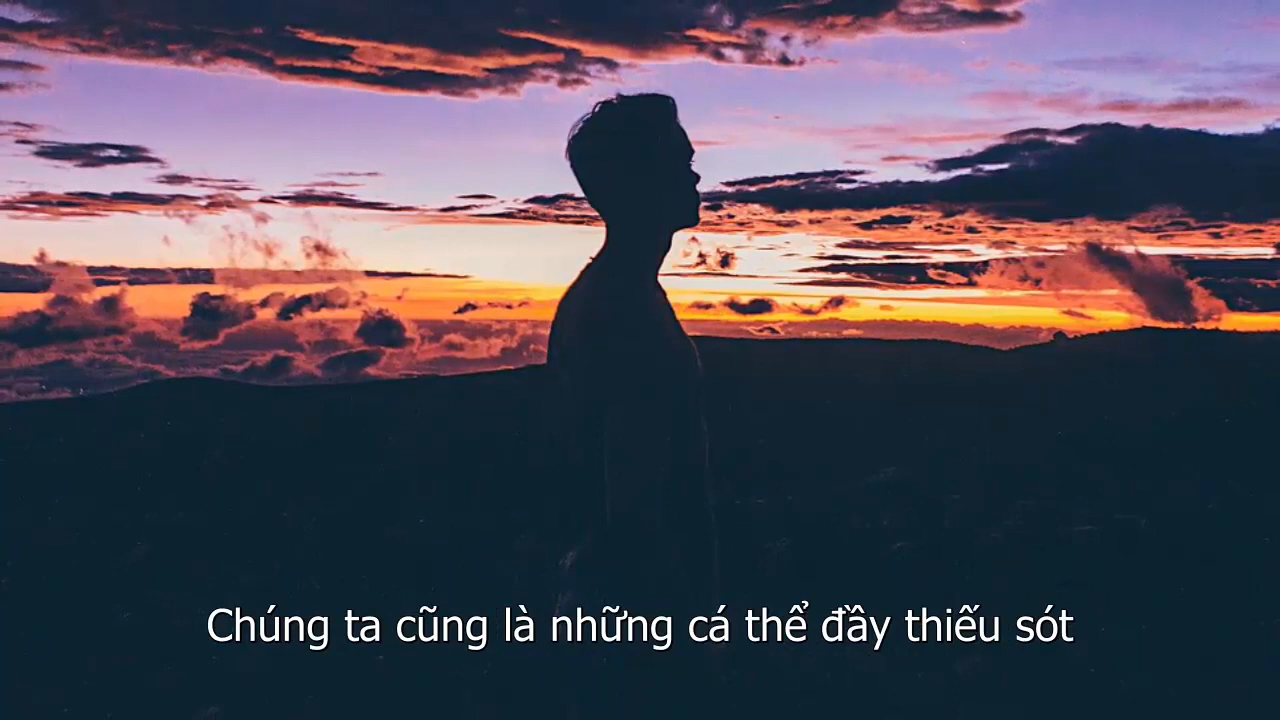 Chúng ta cũng là những cá thể đầy thiếu sót